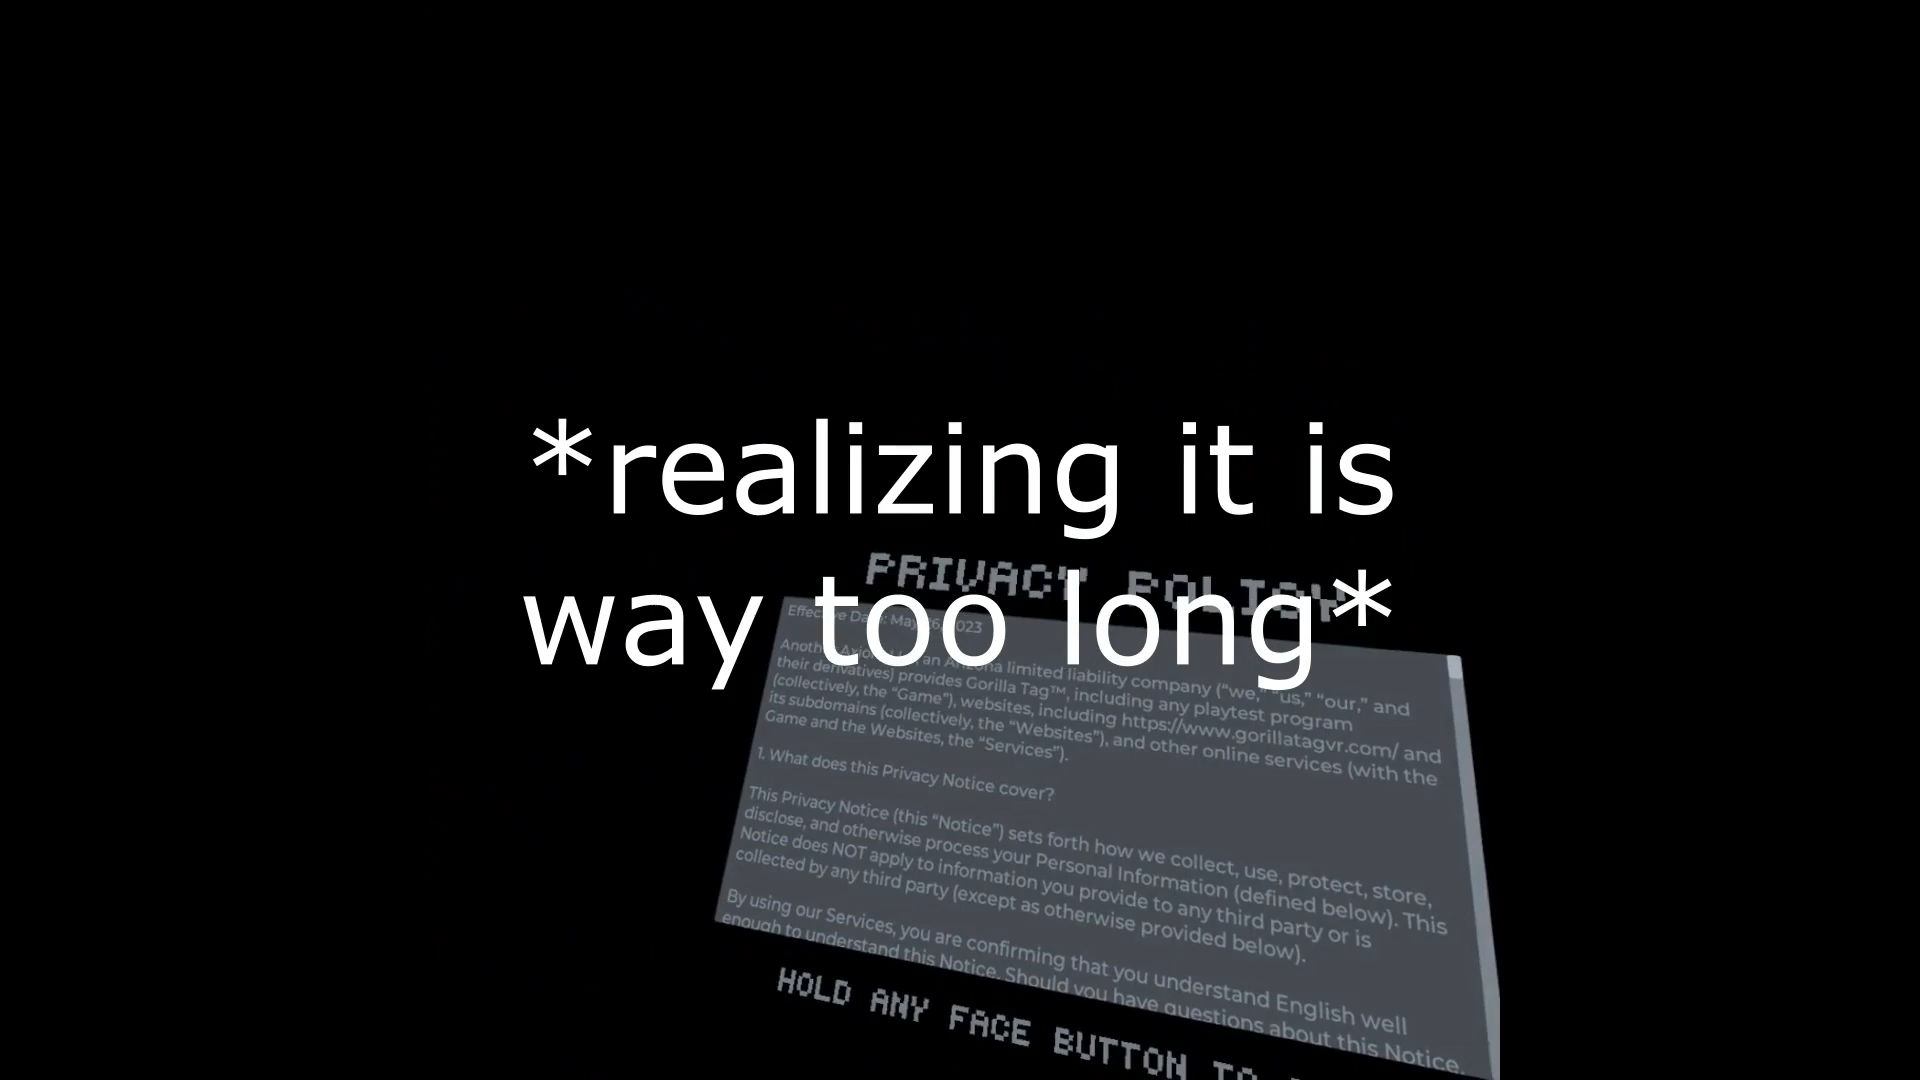 *realizing it is
way too long*
PRIVACY POLICY
Effective Date: May 2023
Another Axiom an Arizona limited liability company (“we,” “us,” “our,” and
their derivatives) provides Gorilla Tag™, including any playtest program
(collectively, the “Game”), websites, including https://www.gorillatagvr.com/ and
its subdomains (collectively, the “Websites”), and other online services (with the
Game and the Websites, the “Services”).
1. What does this Privacy Notice cover?
This Privacy Notice (this “Notice”) sets forth how we collect, use, protect, store,
disclose, and otherwise process your Personal Information (defined below). This
Notice does NOT apply to information you provide to any third party or is
collected by any third party (except as otherwise provided below).
By using our Services, you are confirming that you understand English well
enough to understand this Notice. Should you have questions about this Notice,
HOLD ANY FACE BUTTON TO